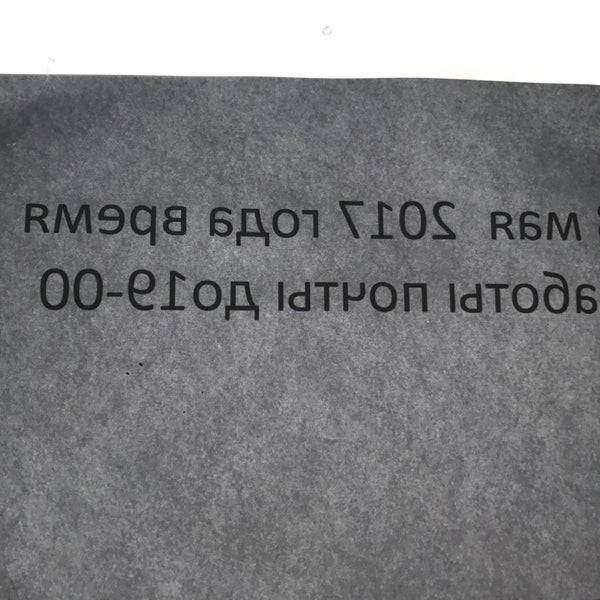 мая 2017 года время
аботы почты до19-00